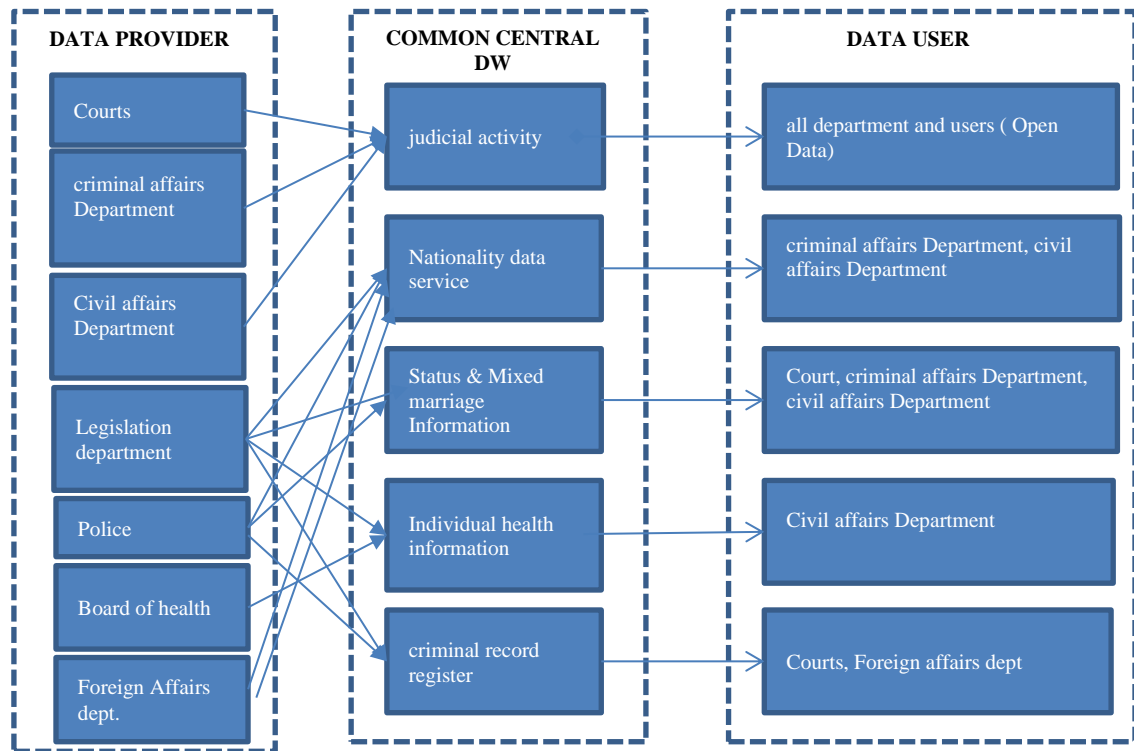 DATA PROVIDER
Courts
criminal affairs
Department
Civil affairs
Department
Legislation
department
Police
Board of health
Foreign Affairs
dept.
COMMON CENTRAL
DW
judicial activity
Nationality data
service
Status & Mixed
marriage
Information
Individual health
information
criminal record
register
DATA USER
all department and users ( Open
Data)
criminal affairs Department, civil
affairs Department
Court, criminal affairs Department,
civil affairs Department
Civil affairs Department
Courts, Foreign affairs dept